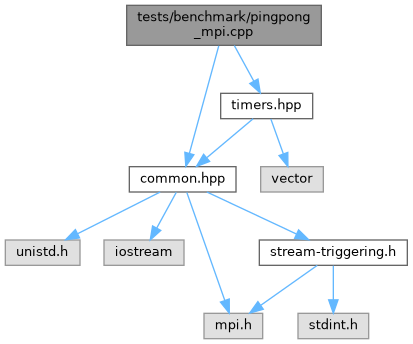 tests/benchmark/pingpong
_mpi.cpp
timers.hpp
common.hpp
vector
unistd.h
iostream
stream-triggering.h
mpi.h
stdint.h